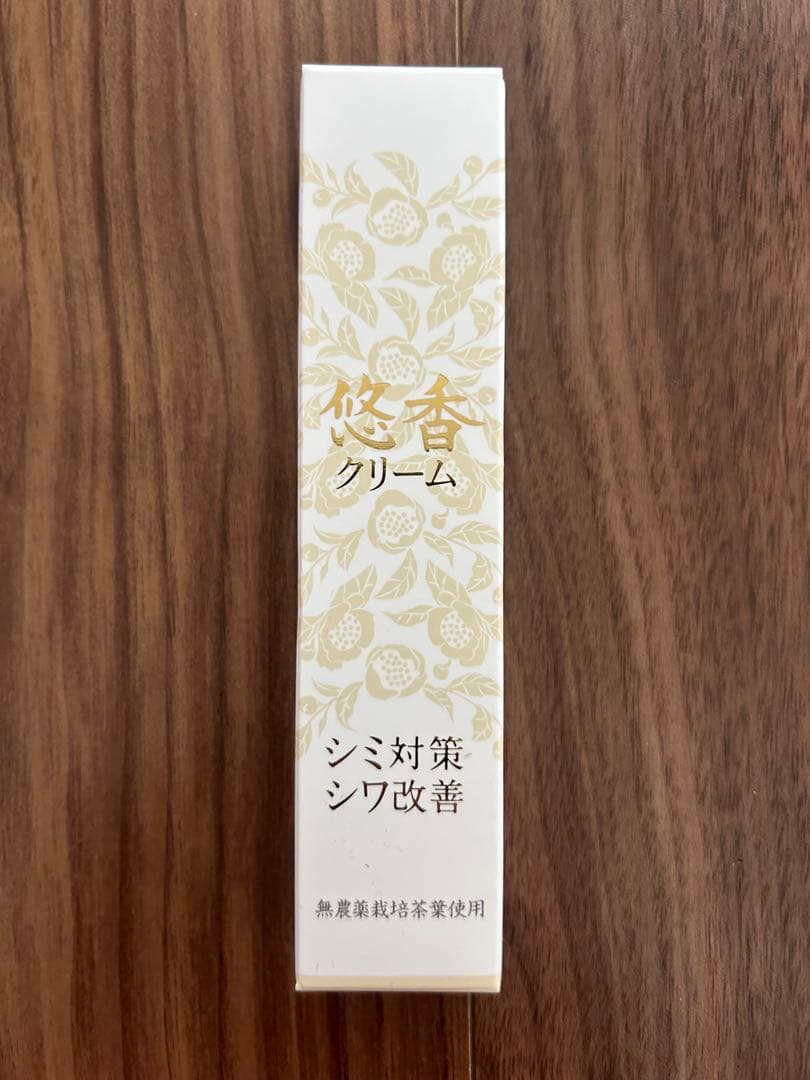 悠香
クリーム
シミ対策
シワ改善
無農薬栽培茶葉使用